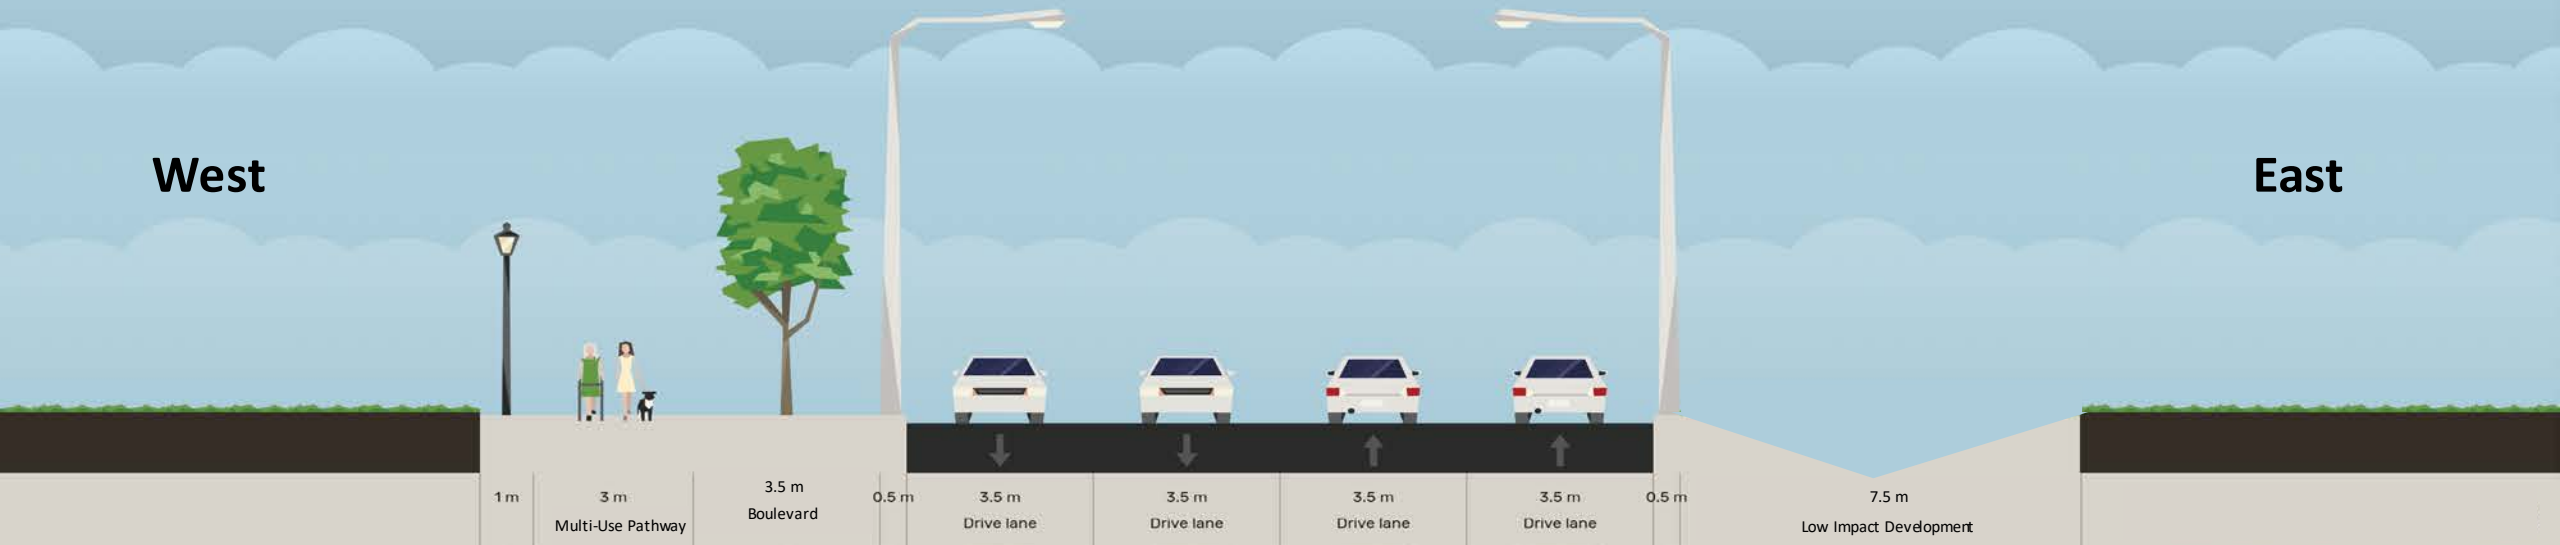 West
East
1 m
3 m
Multi-Use Pathway
3.5 m
Boulevard
0.5 m
3.5 m
Drive lane
3.5 m
Drive lane
3.5 m
Drive lane
3.5 m
Drive lane
0.5 m
7.5 m
Low Impact Development